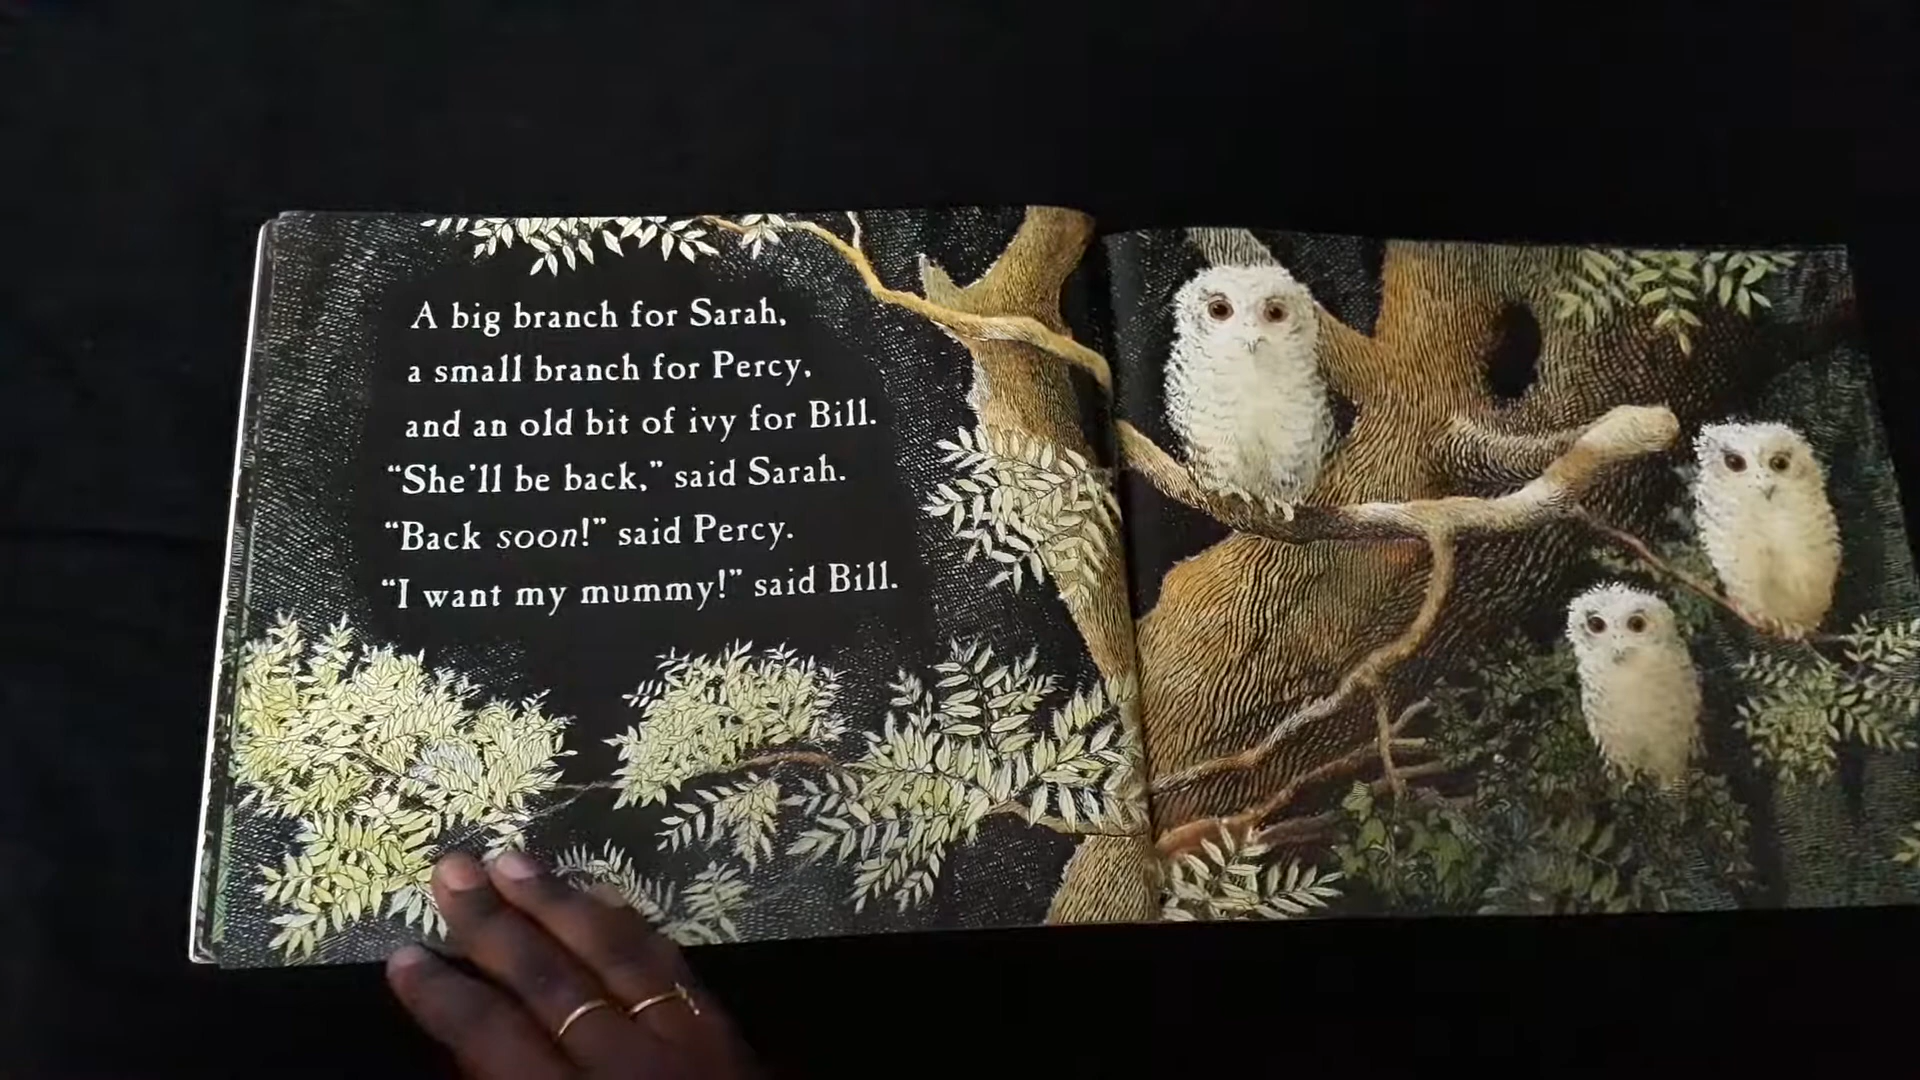 A big branch for Sarah,
a small branch for Percy,
and an old bit of ivy for Bill.
“She’ll be back,” said Sarah.
“Back soon!” said Percy.
“I want my mummy!” said Bill.